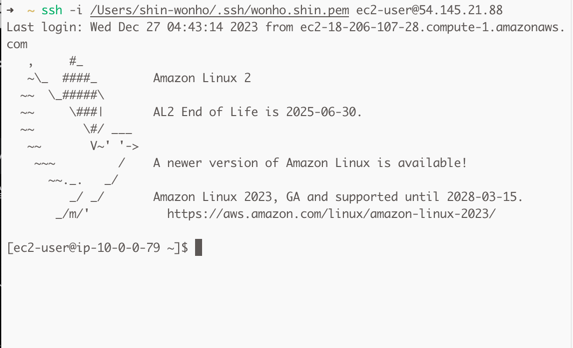 ➜  ~ ssh -i /Users/shin-wonho/.ssh/wonho.shin.pem ec2-user@54.145.21.88
Last login: Wed Dec 27 04:43:14 2023 from ec2-18-206-107-28.compute-1.amazonaws.
com
   ,     #_
   ~\_  ####_        Amazon Linux 2
  ~~  \_#####\
  ~~     \###|       AL2 End of Life is 2025-06-30.
  ~~       \#/ ___
   ~~       V~' '->
    ~~~         /    A newer version of Amazon Linux is available!
      ~~._.   _/
         _/ _/       Amazon Linux 2023, GA and supported until 2028-03-15.
       _/m/'           https://aws.amazon.com/linux/amazon-linux-2023/
[ec2-user@ip-10-0-0-79 ~]$